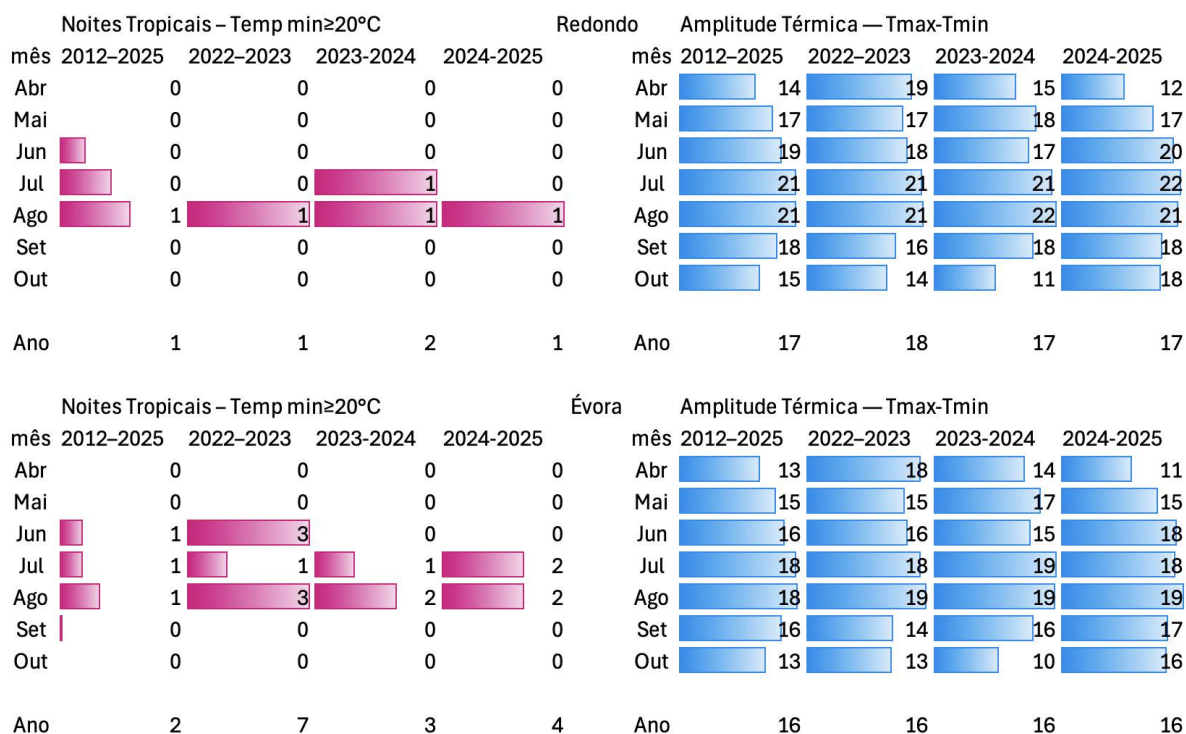 Noites Tropicais – Temp min≥20°C Redondo Amplitude Térmica — Tmax-Tmin
mês 2012–2025 2022–2023 2023-2024 2024-2025 mês 2012–2025 2022–2023 2023-2024 2024-2025
Abr 0 0 0 0 Abr 14 19 15 12
Mai 0 0 0 0 Mai 17 17 18 17
Jun 0 0 0 0 Jun 19 18 17 20
Jul 0 0 1 0 Jul 21 21 21 22
Ago 1 1 1 1 Ago 21 21 22 21
Set 0 0 0 0 Set 18 16 18 18
Out 0 0 0 0 Out 15 14 11 18
Ano 1 1 2 1 Ano 17 18 17 17
Noites Tropicais – Temp min≥20°C Évora Amplitude Térmica — Tmax-Tmin
mês 2012–2025 2022–2023 2023-2024 2024-2025 mês 2012–2025 2022–2023 2023-2024 2024-2025
Abr 0 0 0 0 Abr 13 18 14 11
Mai 0 0 0 0 Mai 15 15 17 15
Jun 1 3 0 0 Jun 16 16 15 18
Jul 1 1 1 2 Jul 18 18 19 18
Ago 1 3 2 2 Ago 18 19 19 19
Set 0 0 0 0 Set 16 14 16 17
Out 0 0 0 0 Out 13 13 10 16
Ano 2 7 3 4 Ano 16 16 16 16